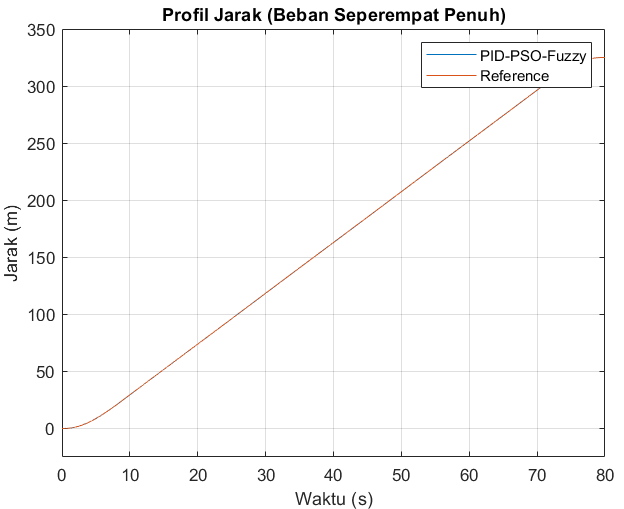 Profil Jarak (Beban Seperempat Penuh)
PID-PSO-Fuzzy
Reference
Jarak (m)
350
300
250
200
150
100
50
0
0 10 20 30 40 50 60 70 80
Waktu (s)